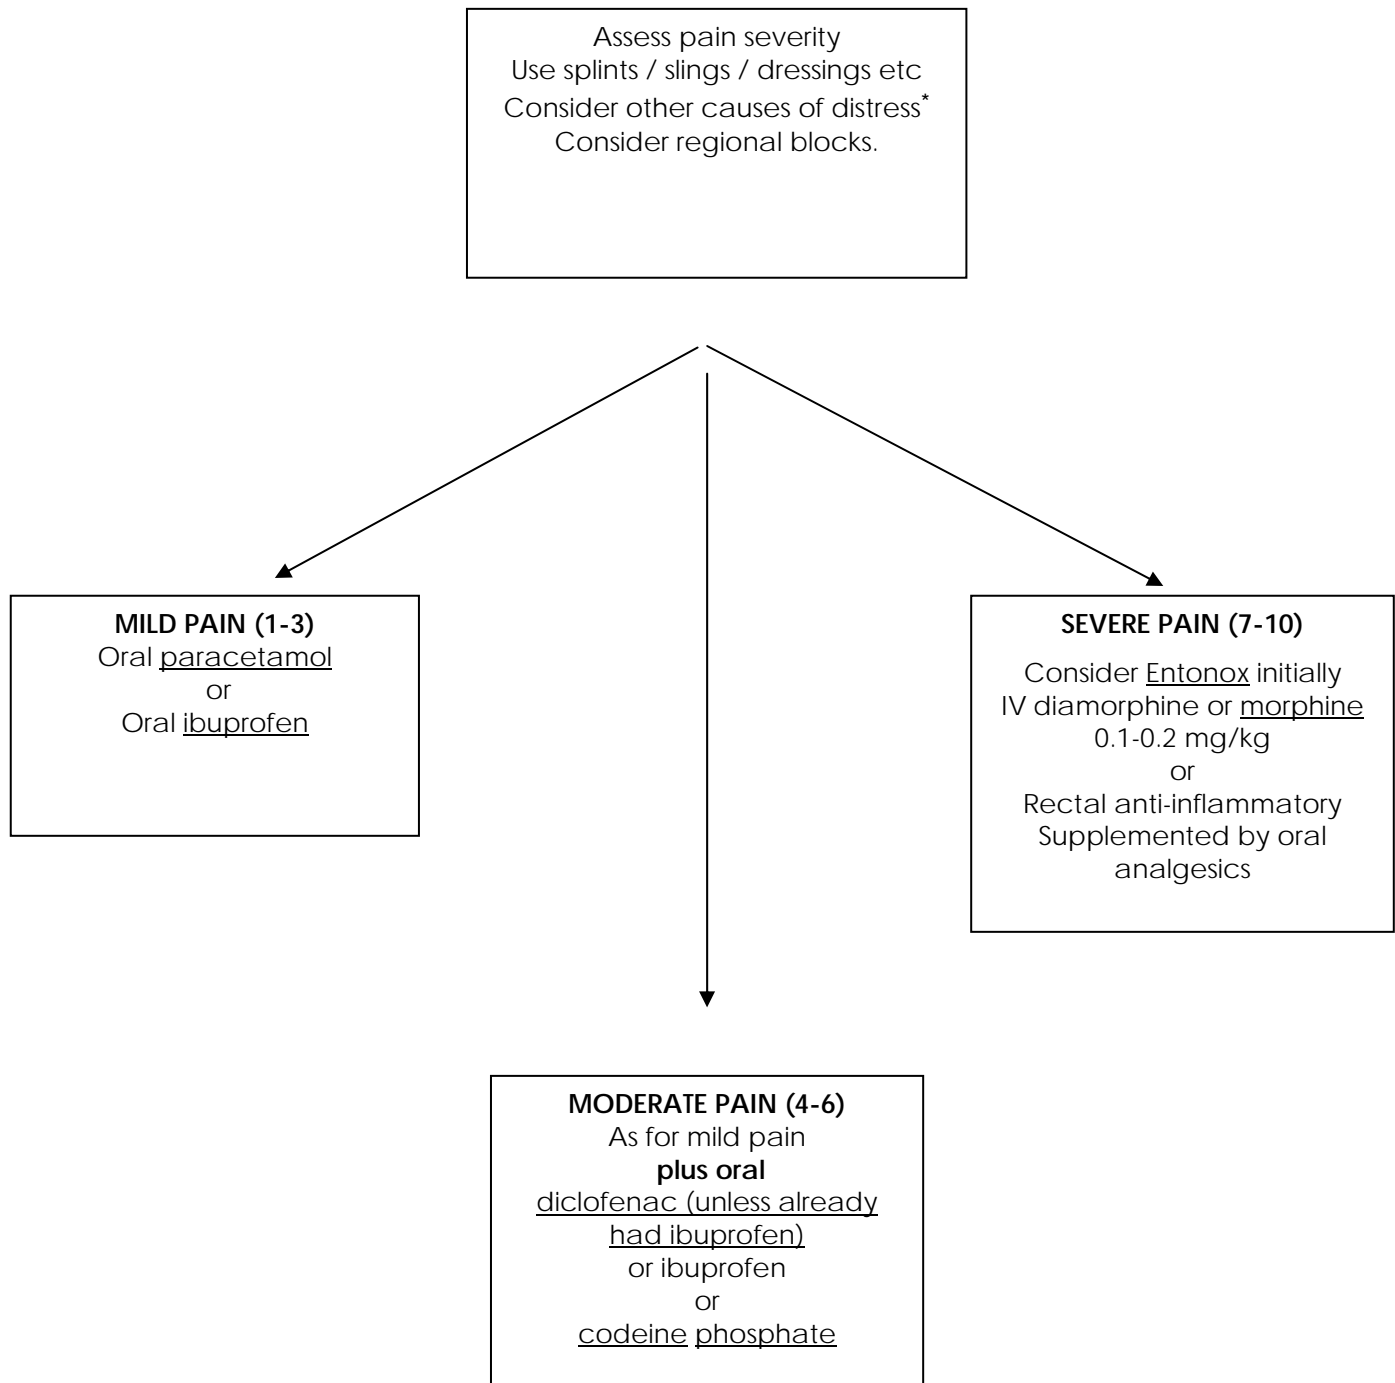 Assess pain severity
Use splints / slings / dressings etc
Consider other causes of distress*
Consider regional blocks.
MILD PAIN (1-3)
Oral paracetamol
or
Oral ibuprofen
SEVERE PAIN (7-10)
Consider Entonox initially
IV diamorphine or morphine
0.1-0.2 mg/kg
or
Rectal anti-inflammatory
Supplemented by oral
analgesics
MODERATE PAIN (4-6)
As for mild pain
plus oral
diclofenac (unless already
had ibuprofen)
or ibuprofen
or
codeine phosphate